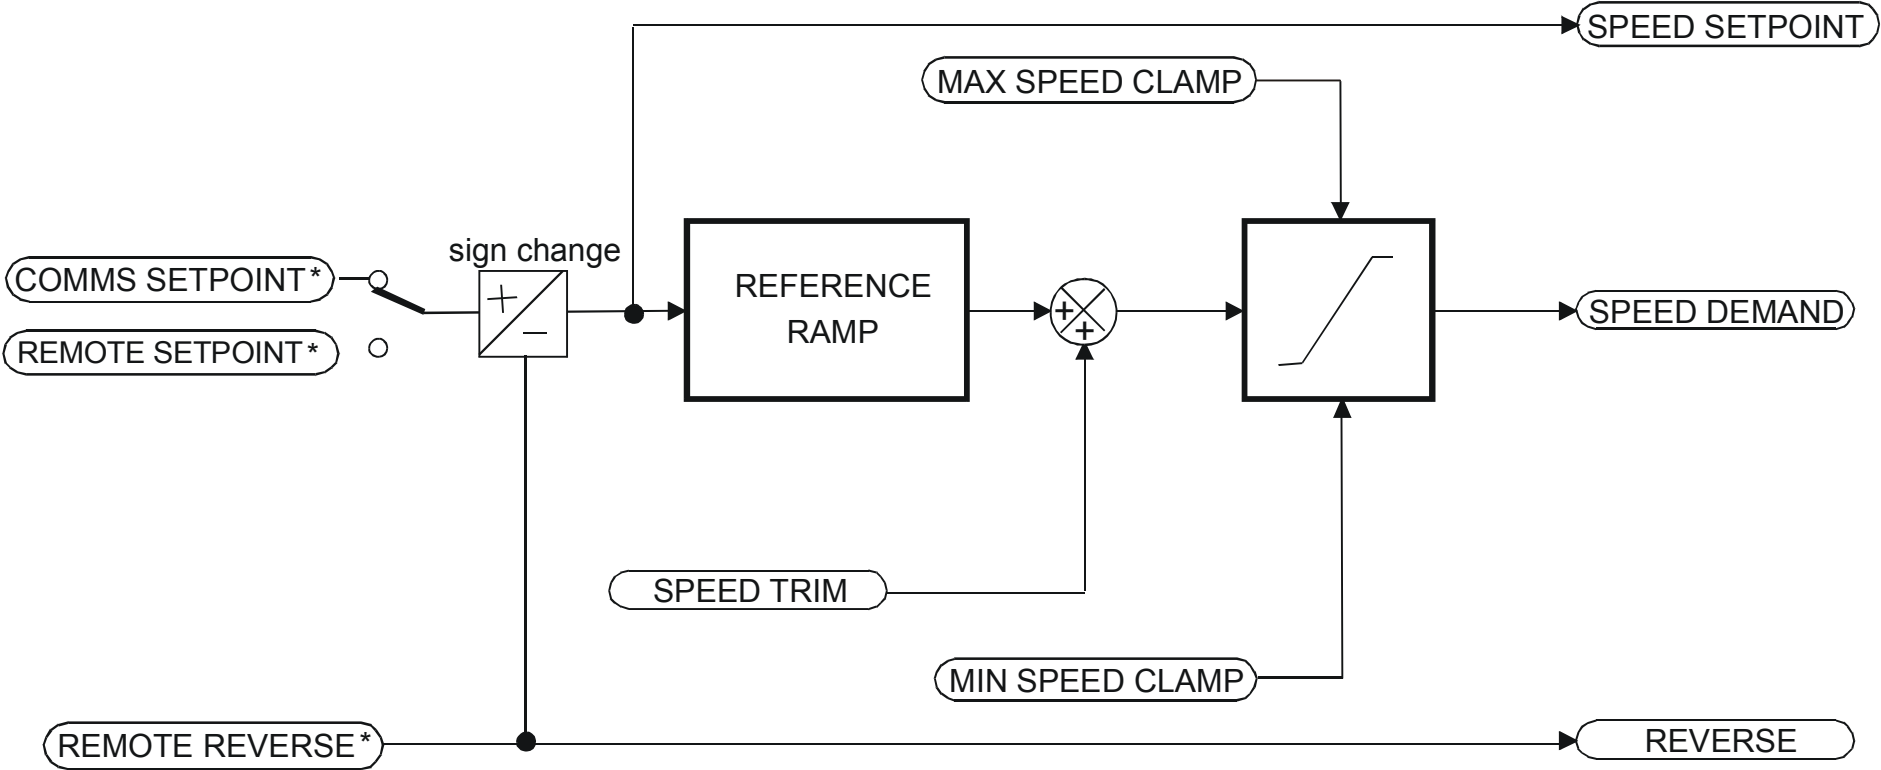 SPEED SETPOINT
MAX SPEED CLAMP
sign change
COMMS SETPOINT*
REFERENCE
RAMP
SPEED DEMAND
REMOTE SETPOINT*
SPEED TRIM
MIN SPEED CLAMP
REMOTE REVERSE*
REVERSE